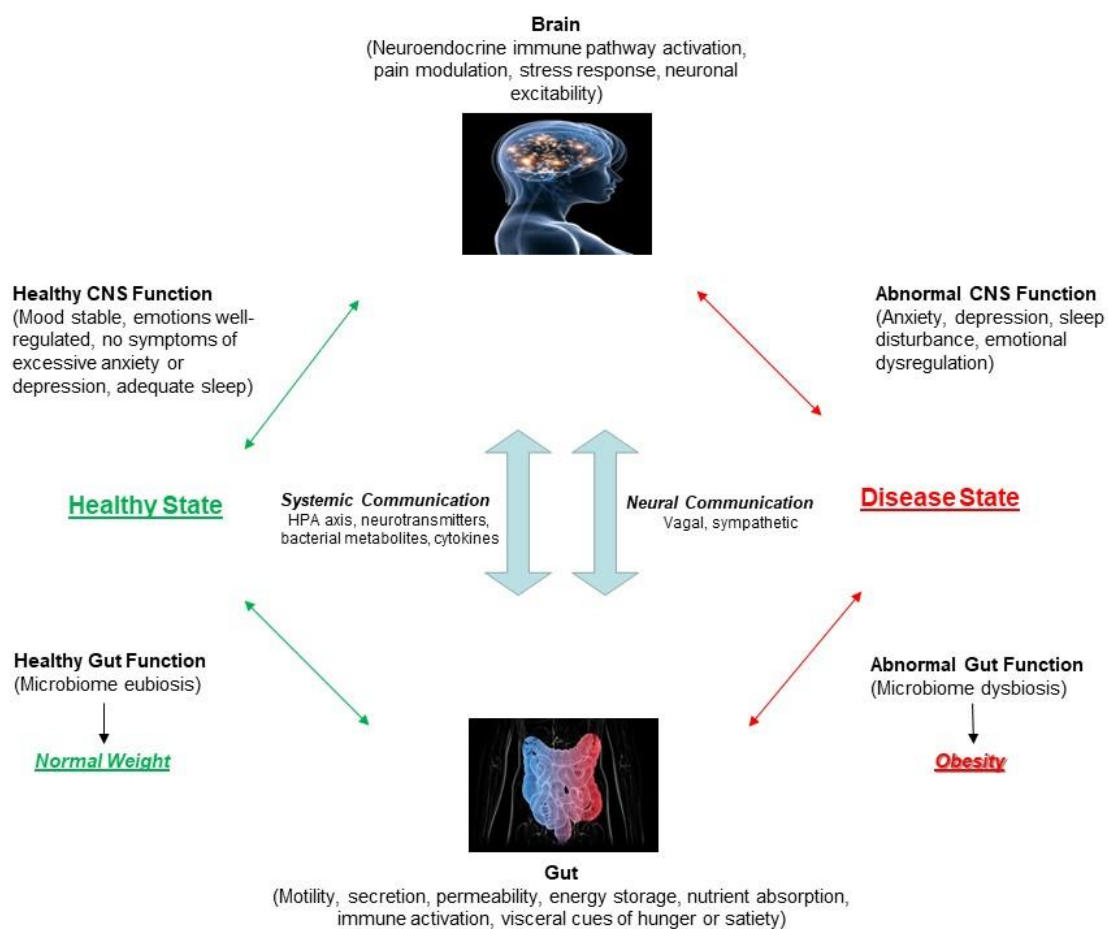 Brain
(Neuroendocrine immune pathway activation,
pain modulation, stress response, neuronal
excitability)
Healthy CNS Function
(Mood stable, emotions well-
regulated, no symptoms of
excessive anxiety or
depression, adequate sleep)
Abnormal CNS Function
(Anxiety, depression, sleep
disturbance, emotional
dysregulation)
Healthy State
Systemic Communication
HPA axis, neurotransmitters,
bacterial metabolites, cytokines
Neural Communication
Vagal, sympathetic
Disease State
Healthy Gut Function
(Microbiome eubiosis)
Normal Weight
Abnormal Gut Function
(Microbiome dysbiosis)
Obesity
Gut
(Motility, secretion, permeability, energy storage, nutrient absorption,
immune activation, visceral cues of hunger or satiety)